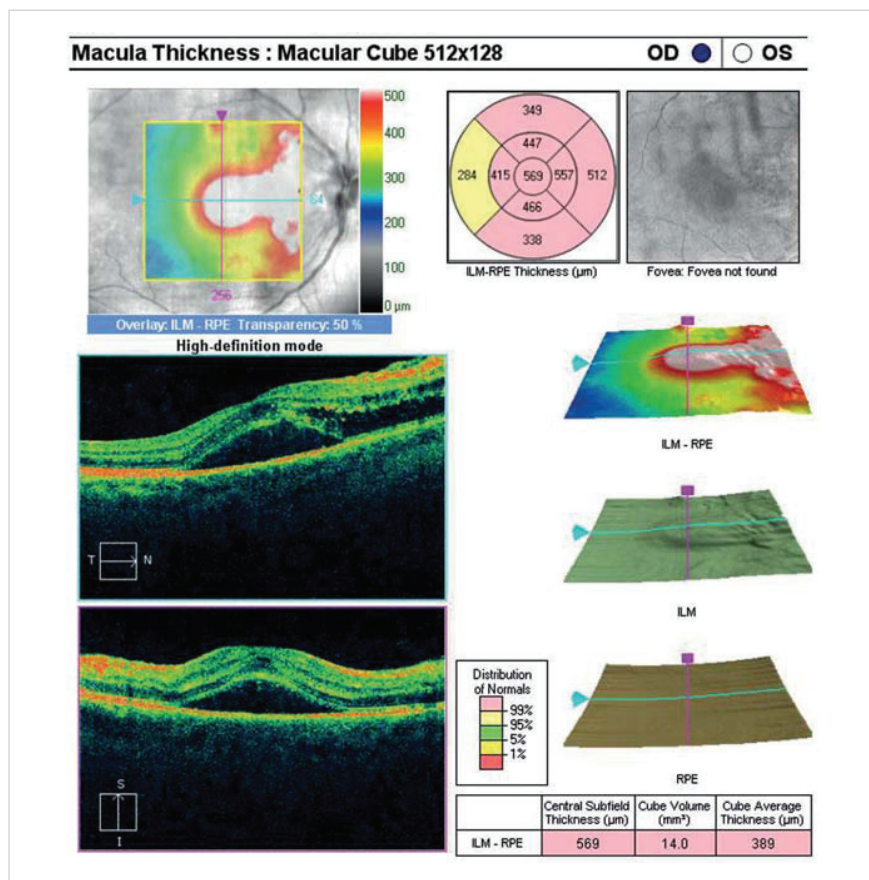 Macula Thickness : Macular Cube 512x128 OD OS
500
400
300
200
100
0 µm
64
256
Overlay: ILM - RPE Transparency: 50 %
349
447
284 415 569 557 512
466
338
ILM-RPE Thickness (µm)
Fovea: Fovea not found
High-definition mode
T N
S
I
ILM - RPE
ILM
RPE
Distribution
of Normals
99%
95%
5%
1%
Central Subfield Thickness (µm) Cube Volume (mm³) Cube Average Thickness (µm)
ILM - RPE 569 14.0 389